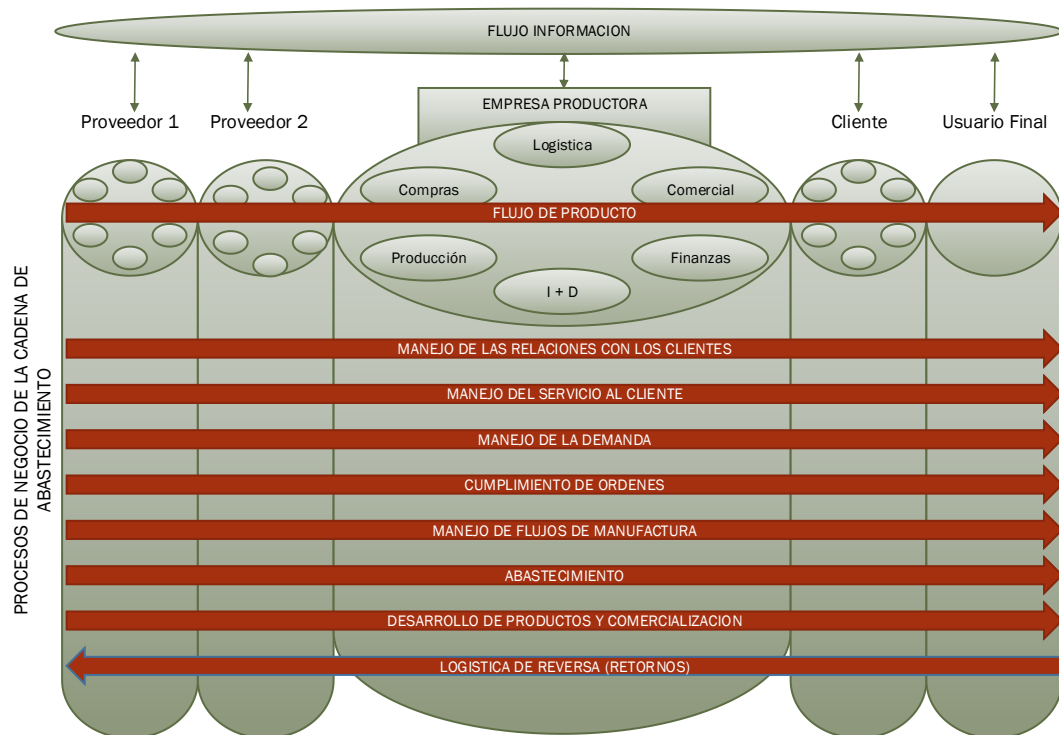 FLUJO INFORMACION
EMPRESA PRODUCTORA
Proveedor 1
Proveedor 2
Cliente
Usuario Final
Logistica
Compras
Comercial
FLUJO DE PRODUCTO
Producción
Finanzas
I + D
PROCESOS DE NEGOCIO DE LA CADENA DE
ABASTECIMIENTO
MANEJO DE LAS RELACIONES CON LOS CLIENTES
MANEJO DEL SERVICIO AL CLIENTE
MANEJO DE LA DEMANDA
CUMPLIMIENTO DE ORDENES
MANEJO DE FLUJOS DE MANUFACTURA
ABASTECIMIENTO
DESARROLLO DE PRODUCTOS Y COMERCIALIZACION
LOGISTICA DE REVERSA (RETORNOS)